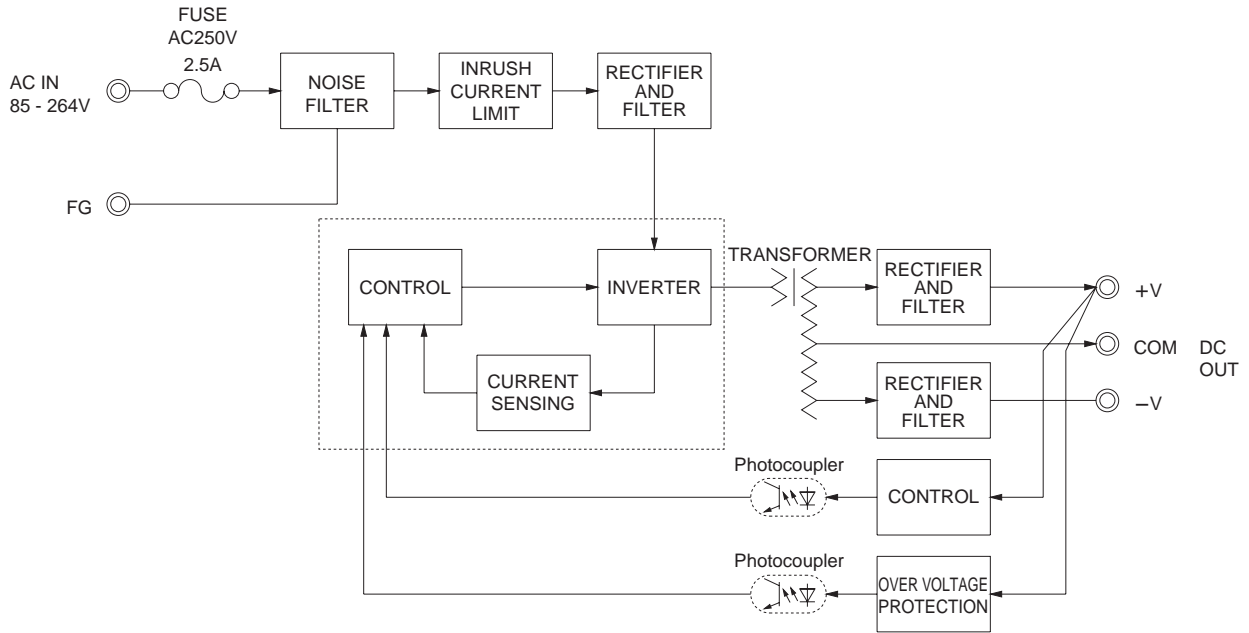 FUSE
AC250V
2.5A
AC IN
85 - 264V
NOISE
FILTER
INRUSH
CURRENT
LIMIT
RECTIFIER
AND
FILTER
FG
CONTROL
INVERTER
CURRENT
SENSING
TRANSFORMER
RECTIFIER
AND
FILTER
+V
COM
DC
OUT
RECTIFIER
AND
FILTER
−V
Photocoupler
CONTROL
Photocoupler
OVER VOLTAGE
PROTECTION